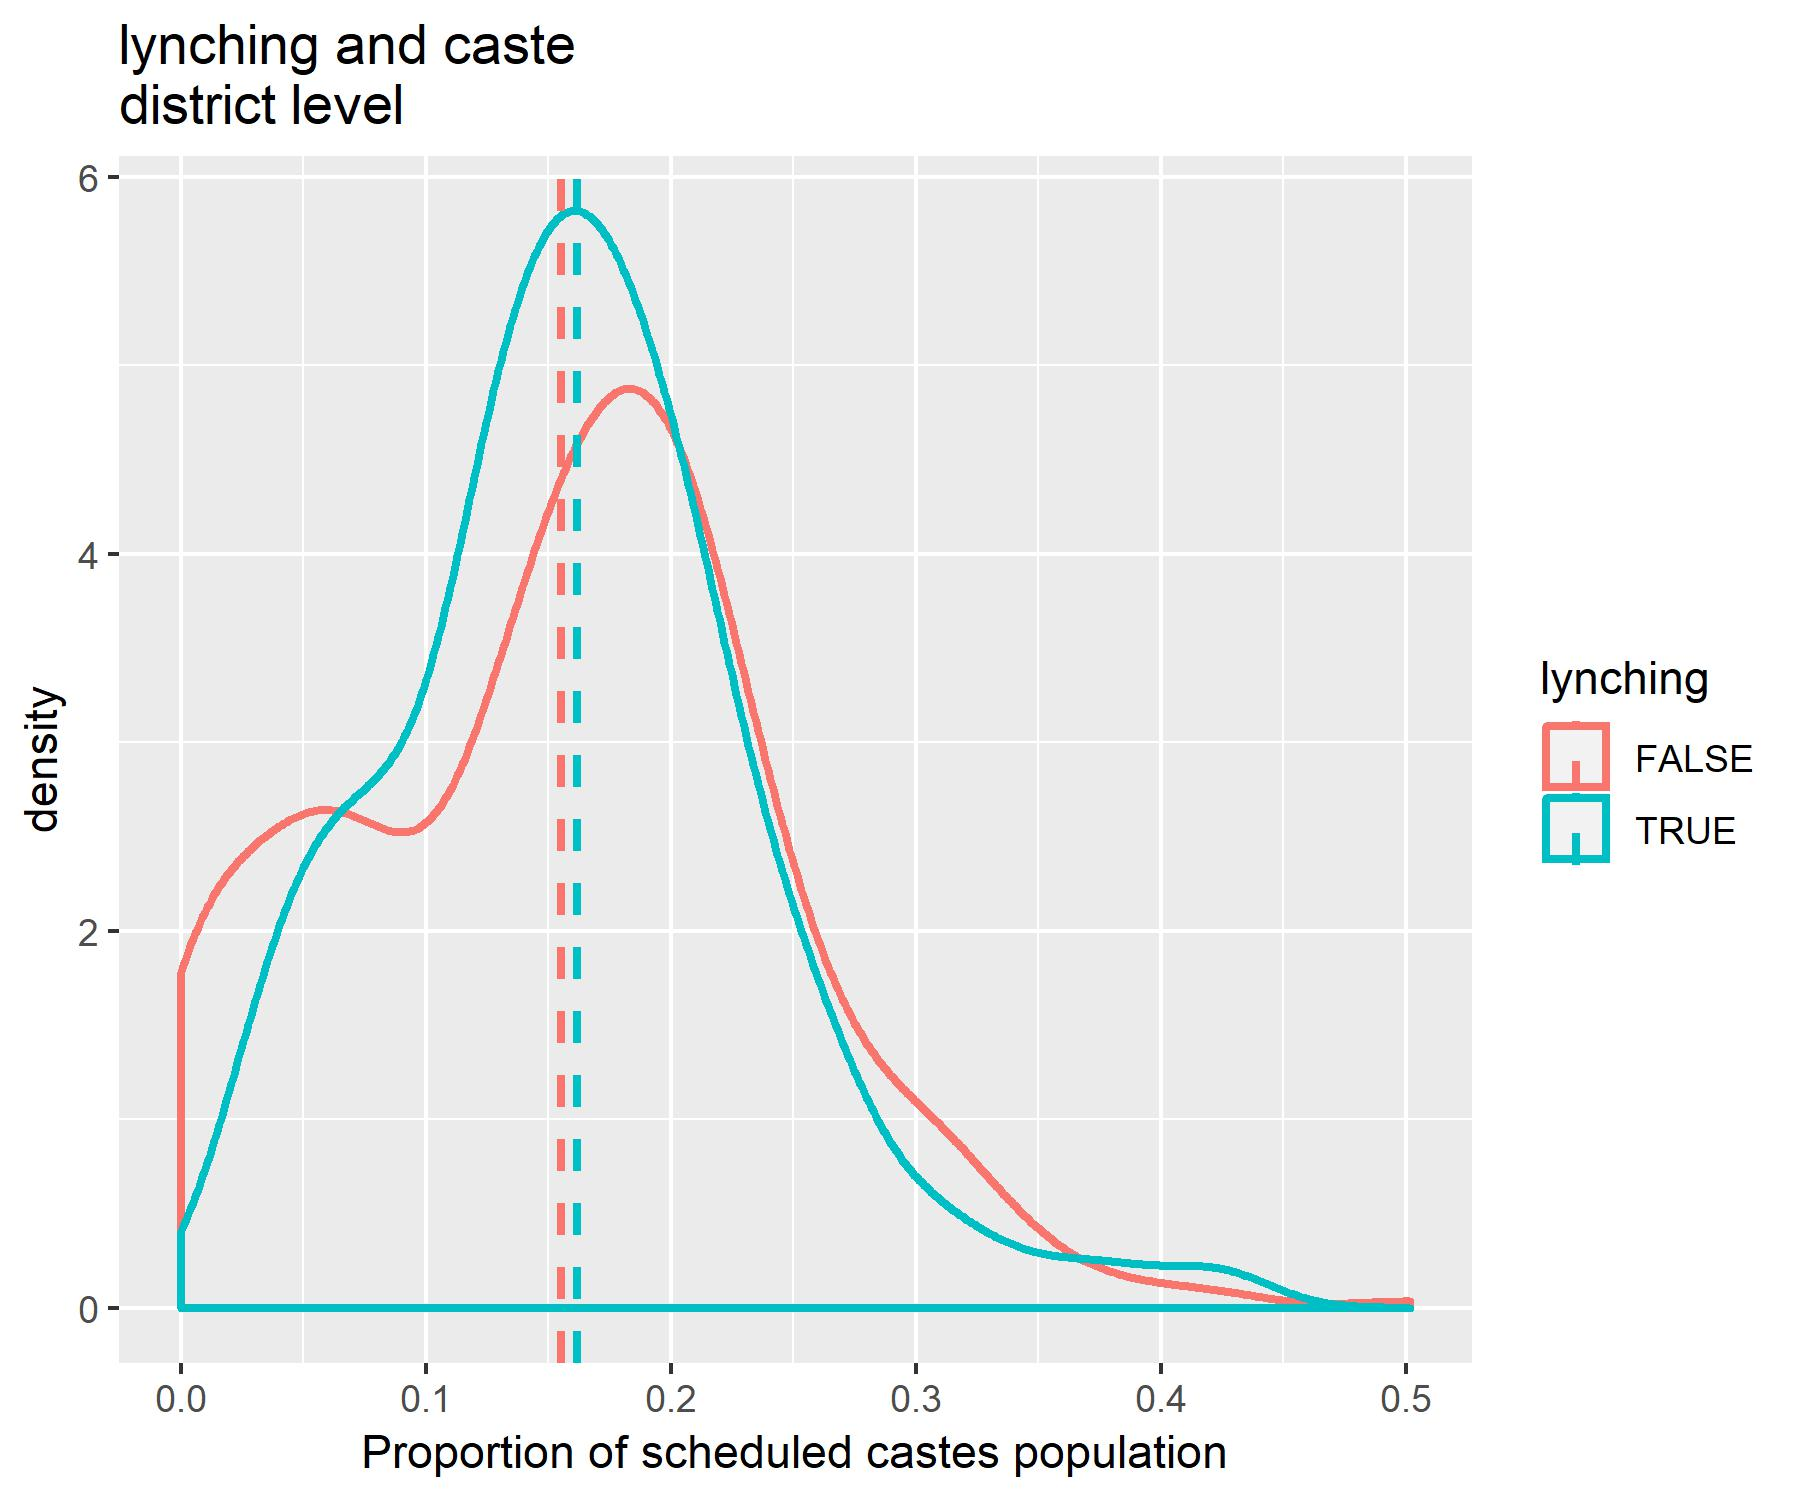 lynching and caste
district level
6
4
2
0
density
0.0 0.1 0.2 0.3 0.4 0.5
Proportion of scheduled castes population
lynching
FALSE
TRUE